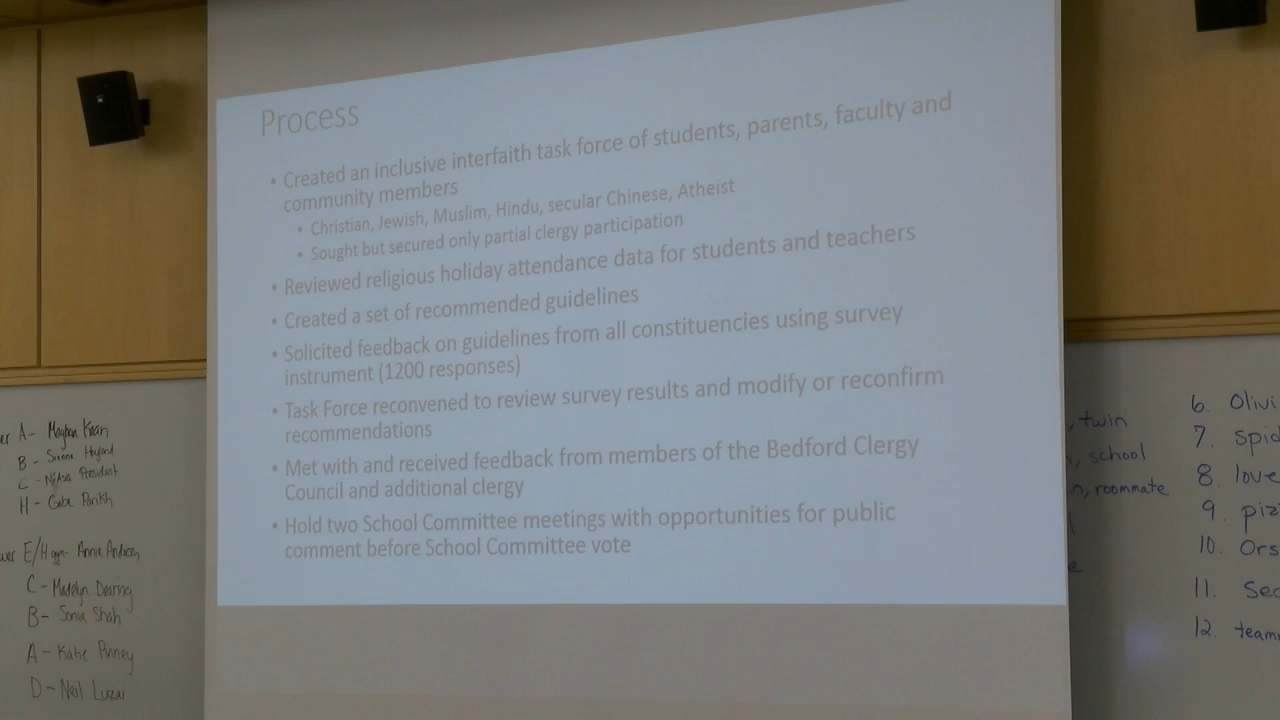 Process
• Created an inclusive interfaith task force of students, parents, faculty and
community members
• Christian, Jewish, Muslim, Hindu, secular Chinese, Atheist
• Sought but secured only partial clergy participation
• Reviewed religious holiday attendance data for students and teachers
• Created a set of recommended guidelines
• Solicited feedback on guidelines from all constituencies using survey
instrument (1200 responses)
• Task Force reconvened to review survey results and modify or reconfirm
recommendations
• Met with and received feedback from members of the Bedford Clergy
Council and additional clergy
• Hold two School Committee meetings with opportunities for public
comment before School Committee vote
A-
B-
C- President
H- Gabe Parikh
E/H gym- Annie
C- Madelyn Dearing
B- Sonia Shah
A- Katie Pinney
D- Neil
, twin
, school
, roommate
6. Olivi
7. Spid
8. love
9. piz
10. Ors
11. Sec
12. team